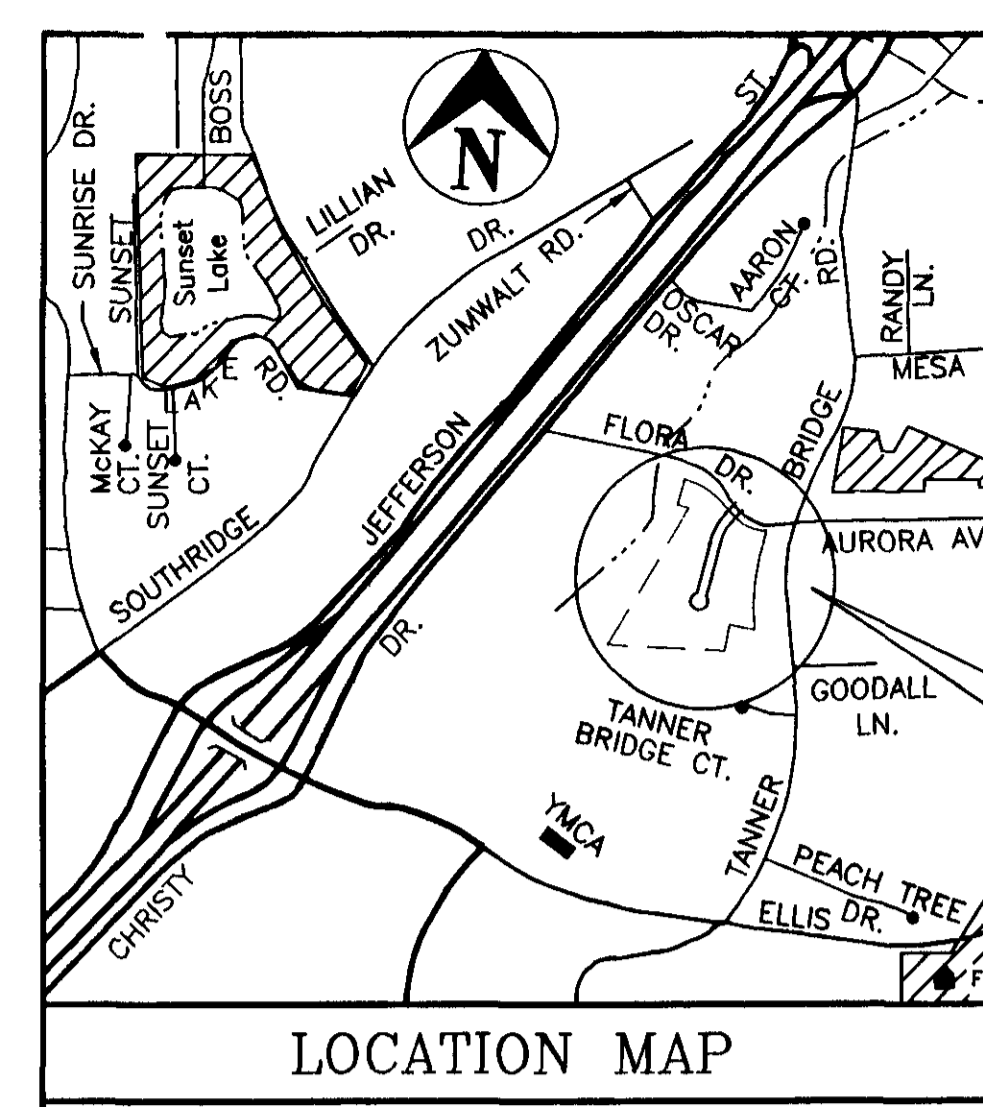 SUNRISE DR.
SUNSET
BOSS
Sunset
Lake
LAKE RD.
McKAY
CT.
SUNSET
CT.
N
LILLIAN
DR.
DR.
ZUMWALT RD.
ST.
AARON
CT.
OSCAR
DR.
RD.
RANDY
LN.
MESA
FLORA
DR.
BRIDGE
AURORA AV
JEFFERSON
SOUTHRIDGE
DR.
GOODALL
LN.
TANNER
BRIDGE CT.
YMCA
TANNER
PEACH TREE
DR.
ELLIS
CHRISTY
F
LOCATION MAP